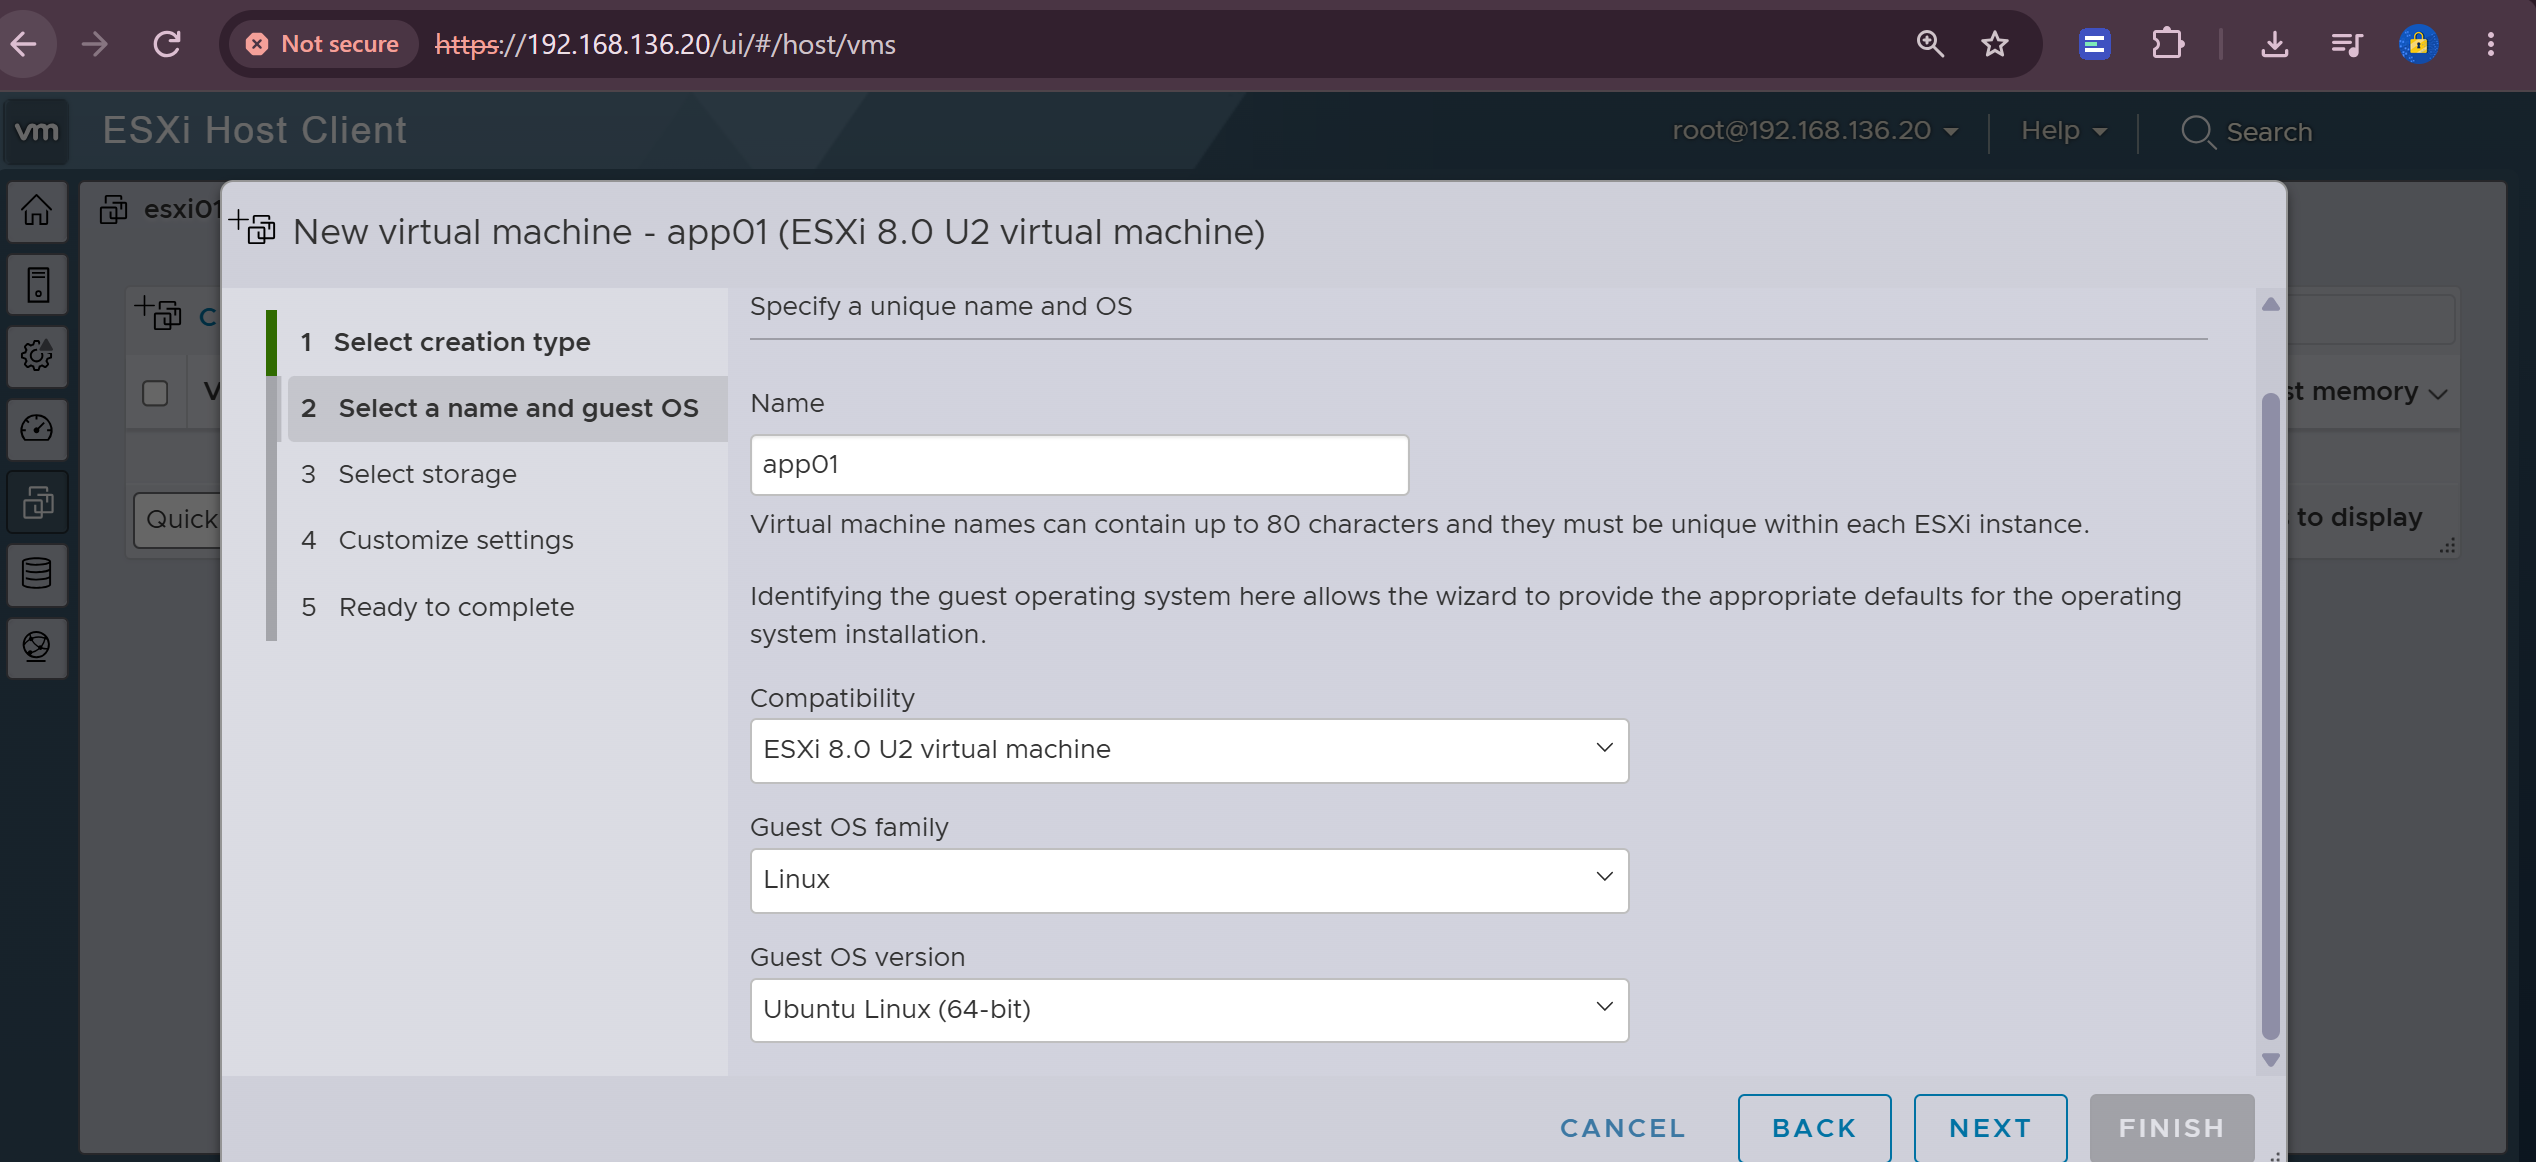 Not secure
https://192.168.136.20/ui/#/host/vms
vm
ESXi Host Client
root@192.168.136.20
Help
Search
esxi01
New virtual machine - app01 (ESXi 8.0 U2 virtual machine)
1 Select creation type
2 Select a name and guest OS
3 Select storage
4 Customize settings
5 Ready to complete
Specify a unique name and OS
Name
app01
Virtual machine names can contain up to 80 characters and they must be unique within each ESXi instance.
Identifying the guest operating system here allows the wizard to provide the appropriate defaults for the operating
system installation.
Compatibility
ESXi 8.0 U2 virtual machine
Guest OS family
Linux
Guest OS version
Ubuntu Linux (64-bit)
C
V
Quick
st memory
to display
CANCEL
BACK
NEXT
FINISH